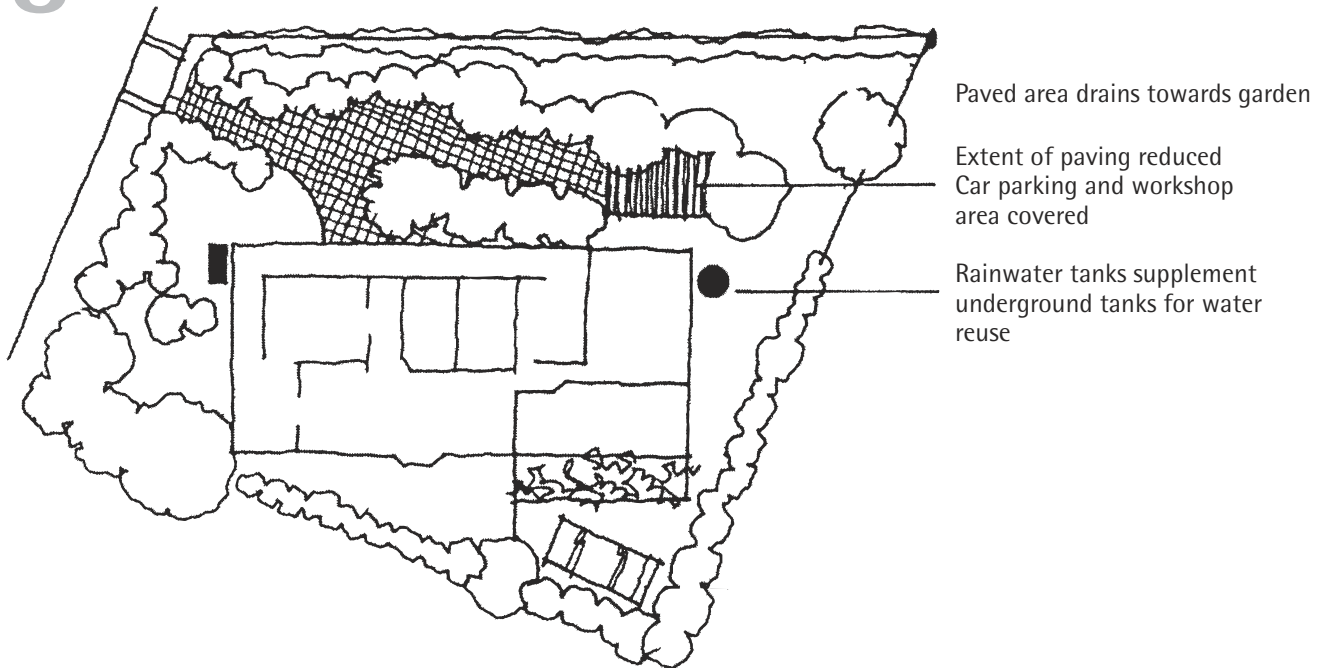 Paved area drains towards garden
Extent of paving reduced
Car parking and workshop
area covered
Rainwater tanks supplement
underground tanks for water
reuse